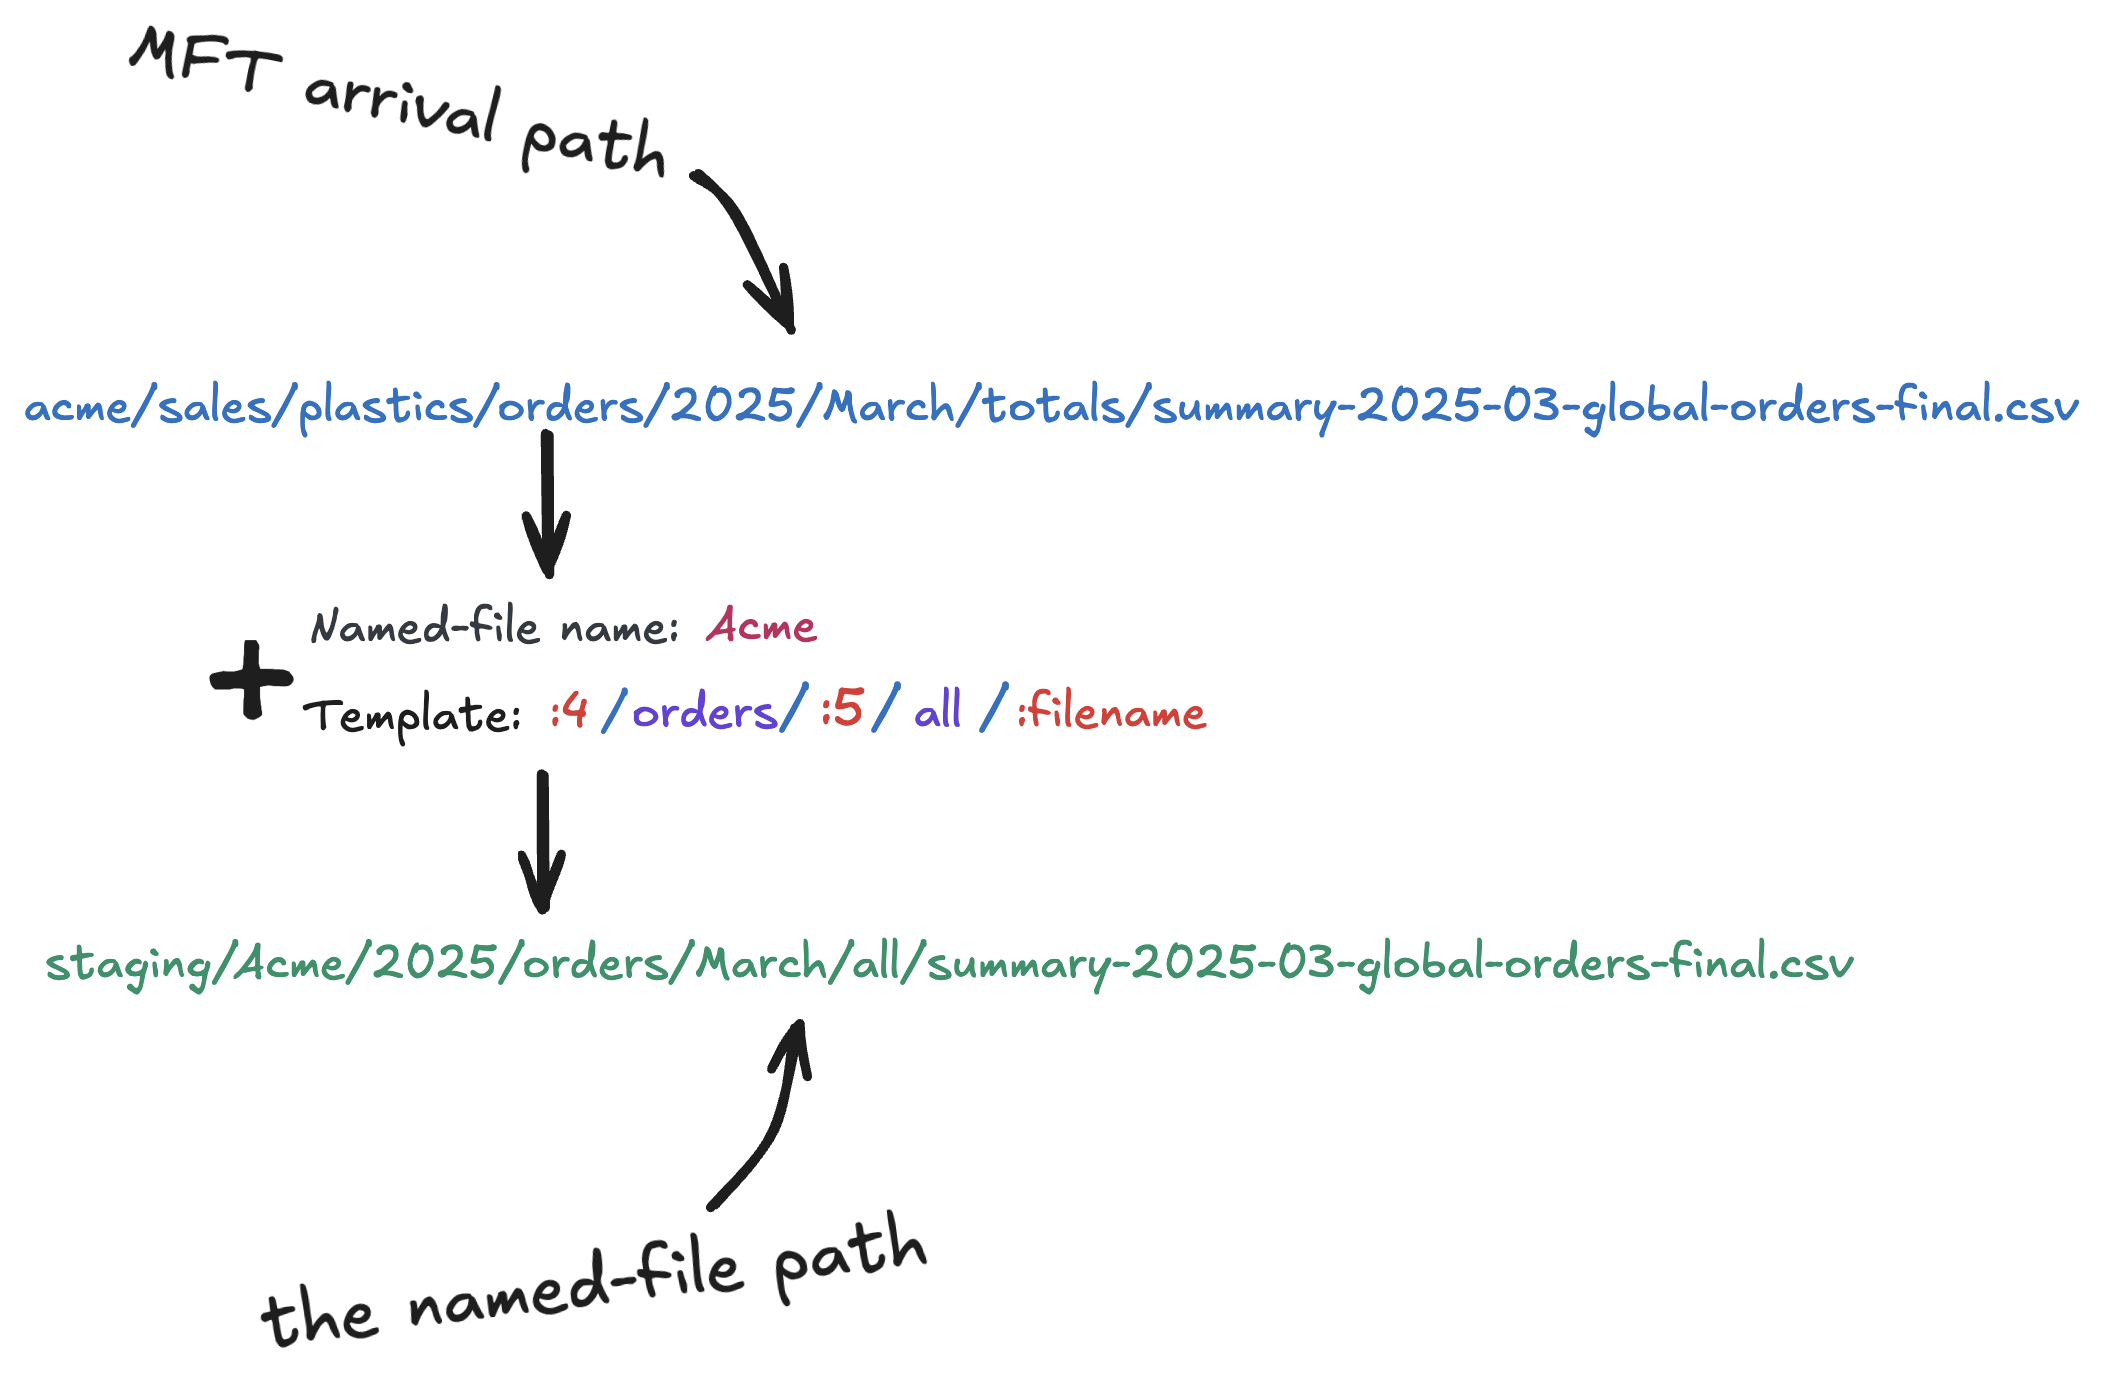 MFT arrival path
acme/sales/plastics/orders/2025/March/totals/summary-2025-03-global-orders-final.csv
+
Named-file name: Acme
Template: :4 /orders/ :5 / all / :filename
staging/Acme/2025/orders/March/all/summary-2025-03-global-orders-final.csv
the named-file path